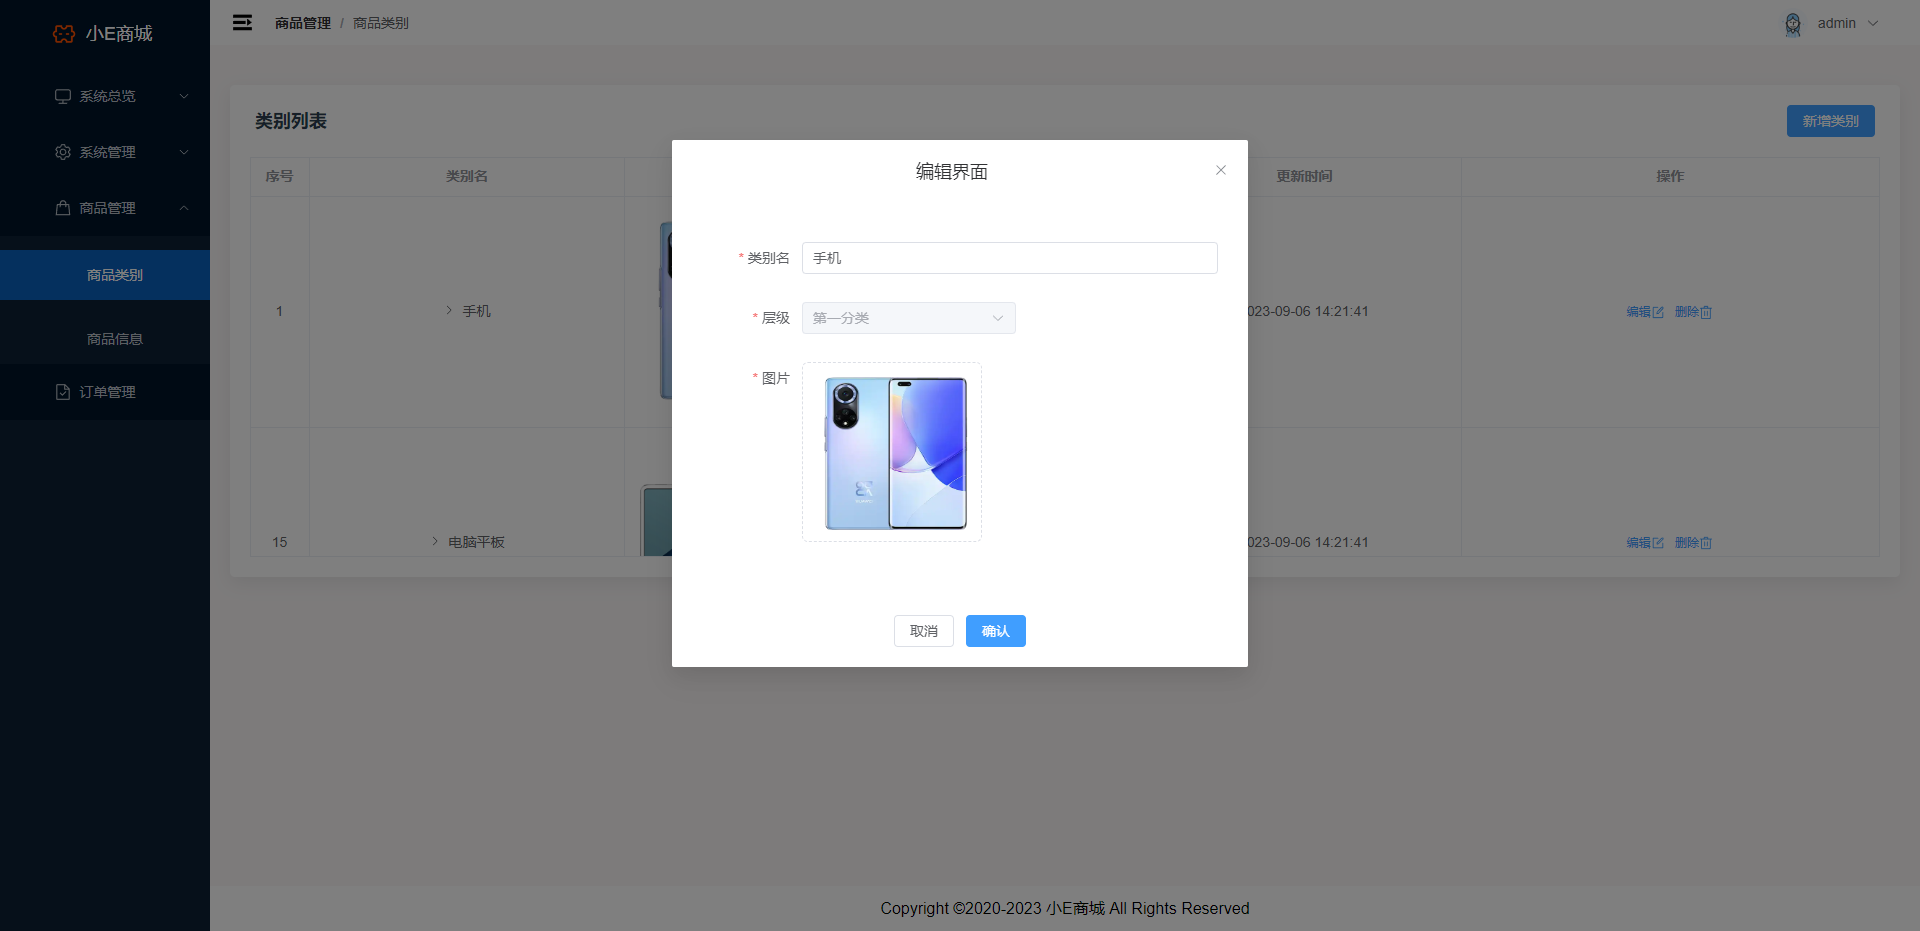 小E商城
系统总览
系统管理
商品管理
商品类别
商品信息
订单管理
商品管理 / 商品类别
admin
类别列表
新增类别
序号
类别名
更新时间
操作
1
手机
023-09-06 14:21:41
编辑
删除
15
电脑平板
023-09-06 14:21:41
编辑
删除
编辑界面
* 类别名
手机
* 层级
第一分类
* 图片
取消
确认
Copyright ©2020-2023 小E商城 All Rights Reserved